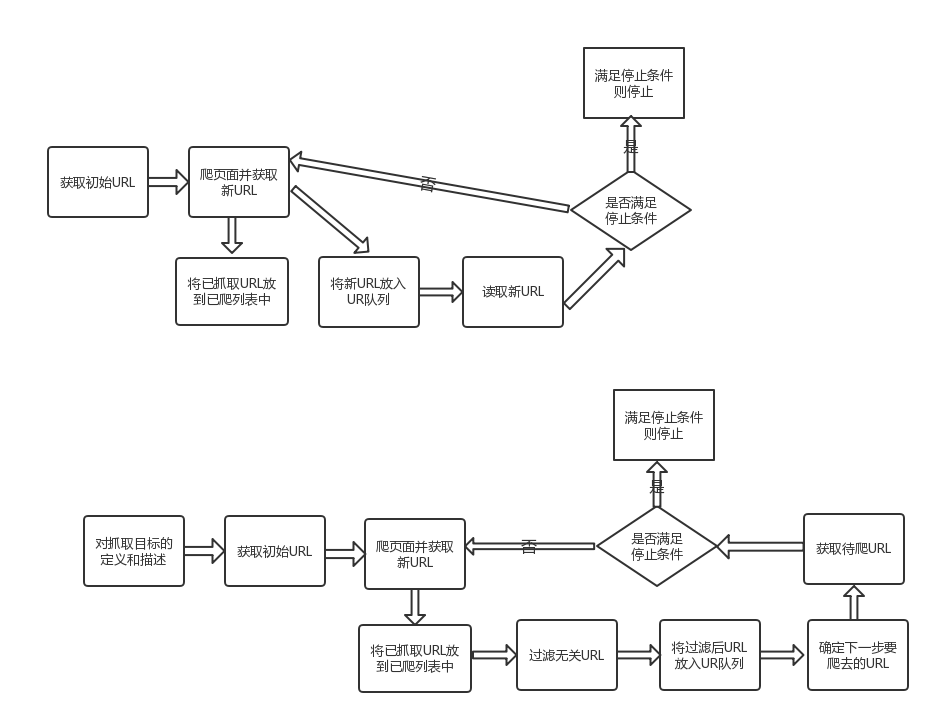 满足停止条件
则停止
是
获取初始URL
爬页面并获取
新URL
否
是否满足
停止条件
将已抓取URL放
到已爬列表中
将新URL放入
UR队列
读取新URL
满足停止条件
则停止
是
对抓取目标的
定义和描述
获取初始URL
爬页面并获取
新URL
否
是否满足
停止条件
获取待爬URL
将已抓取URL放
到已爬列表中
过滤无关URL
将过滤后URL
放入UR队列
确定下一步要
爬去的URL